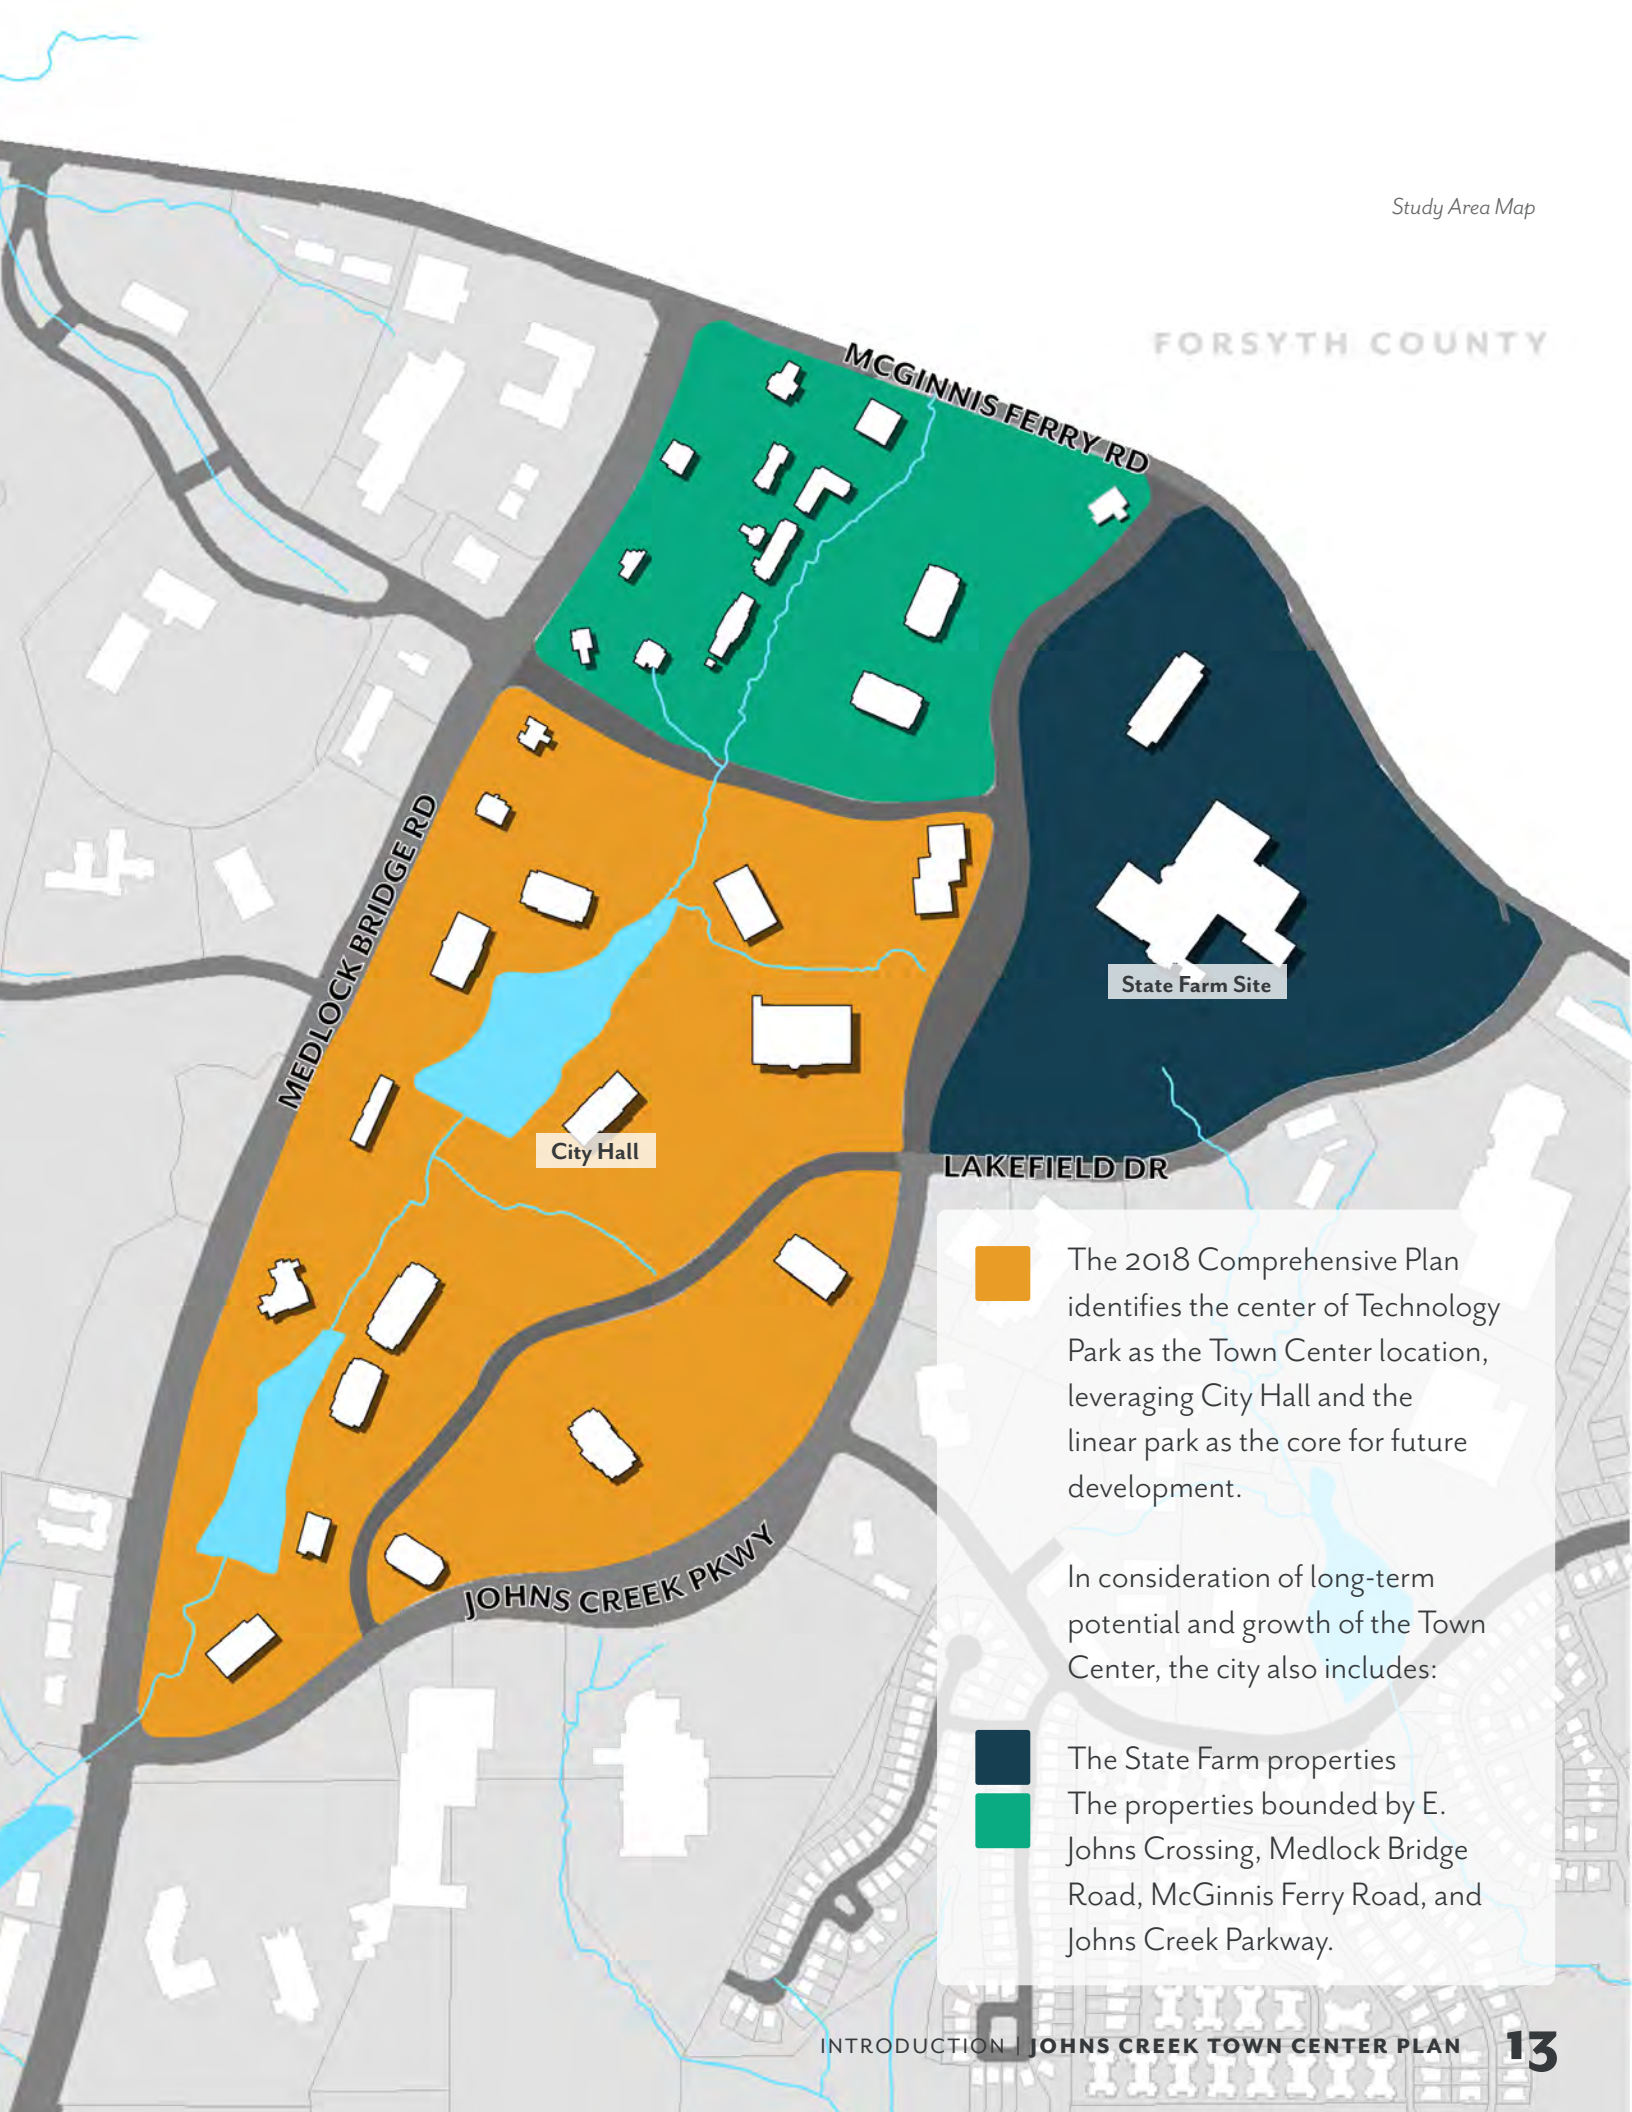 Study Area Map
FORSYTH COUNTY
MCGINNIS FERRY RD
MEDLOCK BRIDGE RD
State Farm Site
City Hall
LAKEFIELD DR
JOHNS CREEK PKWY
The 2018 Comprehensive Plan
identifies the center of Technology
Park as the Town Center location,
leveraging City Hall and the
linear park as the core for future
development.
In consideration of long-term
potential and growth of the Town
Center, the city also includes:
The State Farm properties
The properties bounded by E.
Johns Crossing, Medlock Bridge
Road, McGinnis Ferry Road, and
Johns Creek Parkway.
INTRODUCTION | JOHNS CREEK TOWN CENTER PLAN 13